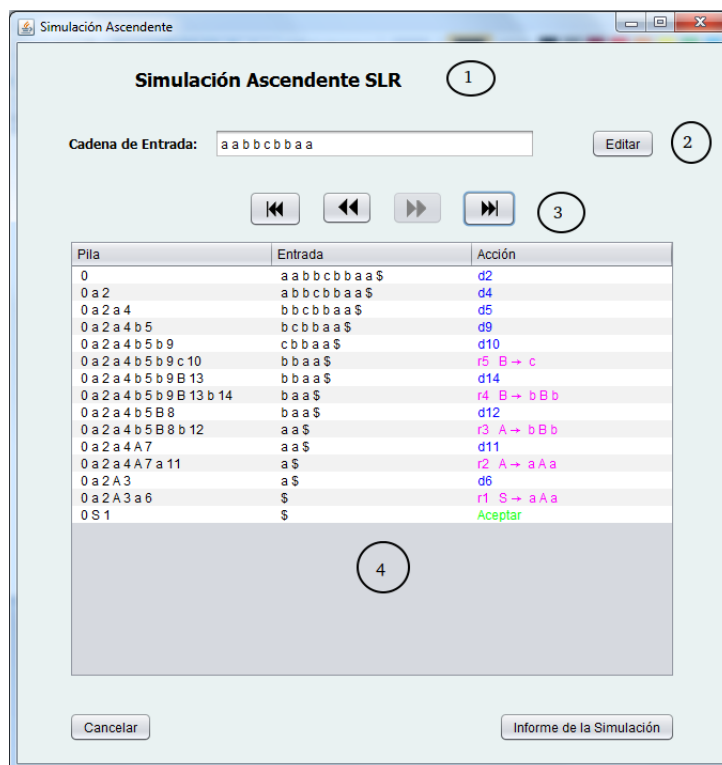 Simulación Ascendente
Simulación Ascendente SLR 1
Cadena de Entrada: a a b b c b b a a Editar 2
3
Pila Entrada Acción
0 a a b b c b b a a $ d2
0 a 2 a b b c b b a a $ d4
0 a 2 a 4 b b c b b a a $ d5
0 a 2 a 4 b 5 b c b b a a $ d9
0 a 2 a 4 b 5 b 9 c b b a a $ d10
0 a 2 a 4 b 5 b 9 c 10 b b a a $ r5 B → c
0 a 2 a 4 b 5 b 9 B 13 b b a a $ d14
0 a 2 a 4 b 5 b 9 B 13 b 14 b a a $ r4 B → b B b
0 a 2 a 4 b 5 B 8 b a a $ d12
0 a 2 a 4 b 5 B 8 b 12 a a $ r3 A → b B b
0 a 2 a 4 A 7 a a $ d11
0 a 2 a 4 A 7 a 11 a $ r2 A → a A a
0 a 2 A 3 a $ d6
0 a 2 A 3 a 6 $ r1 S → a A a
0 S 1 $ Aceptar
4
Cancelar Informe de la Simulación